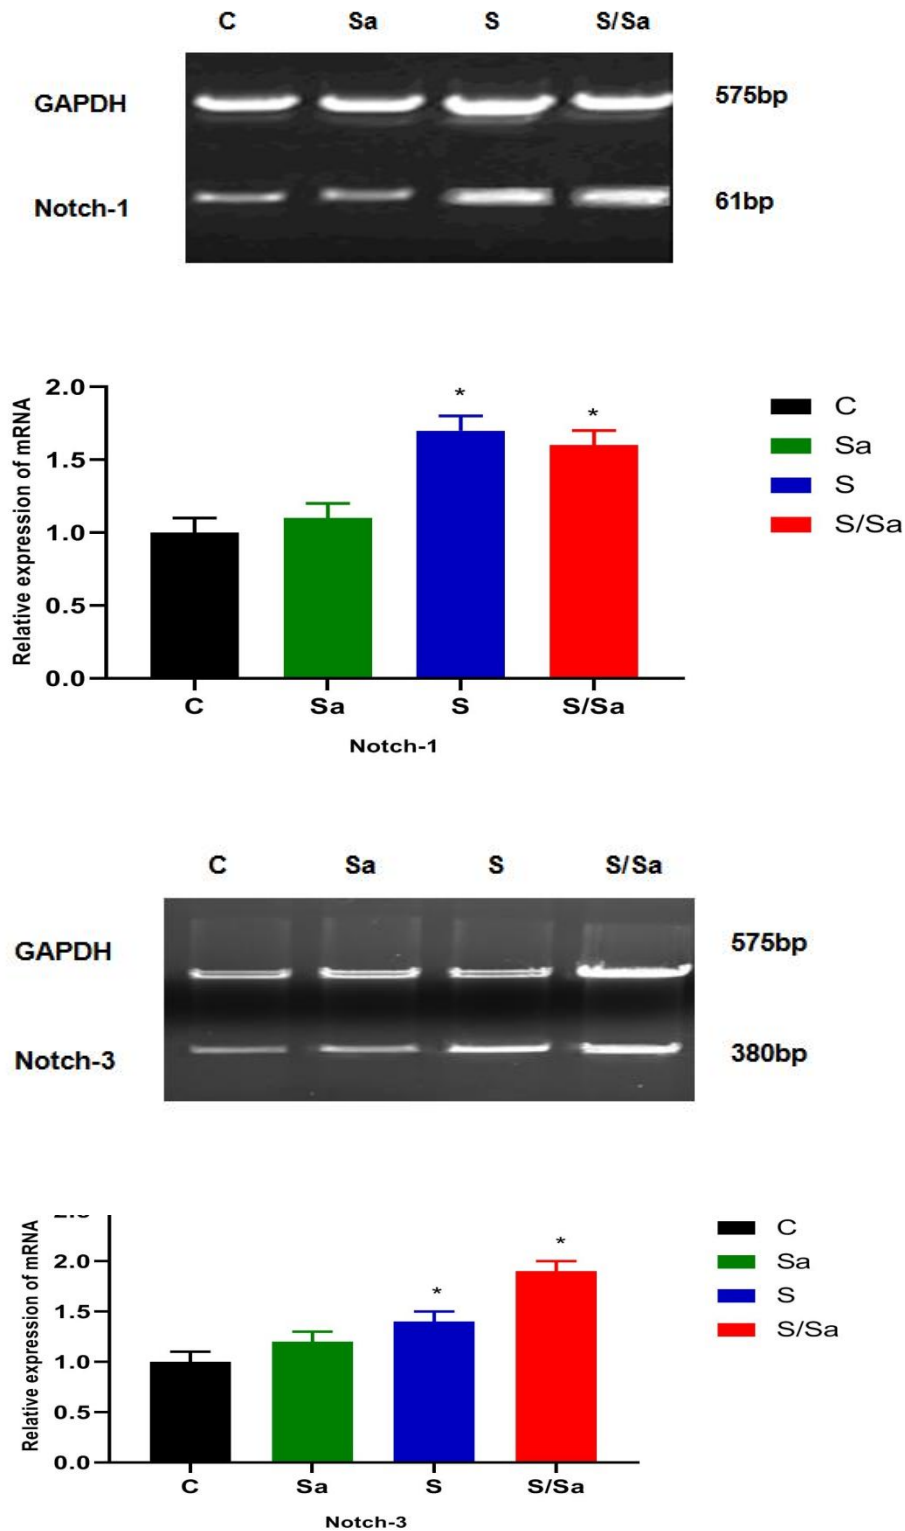 C Sa S S/Sa
GAPDH 575bp
Notch-1 61bp
Relative expression of mRNA
2.0
1.5
1.0
0.5
0.0
* *
C Sa S S/Sa
Notch-1
C
Sa
S
S/Sa
C Sa S S/Sa
GAPDH 575bp
Notch-3 380bp
Relative expression of mRNA
2.0
1.5
1.0
0.5
0.0
* *
C Sa S S/Sa
Notch-3
C
Sa
S
S/Sa